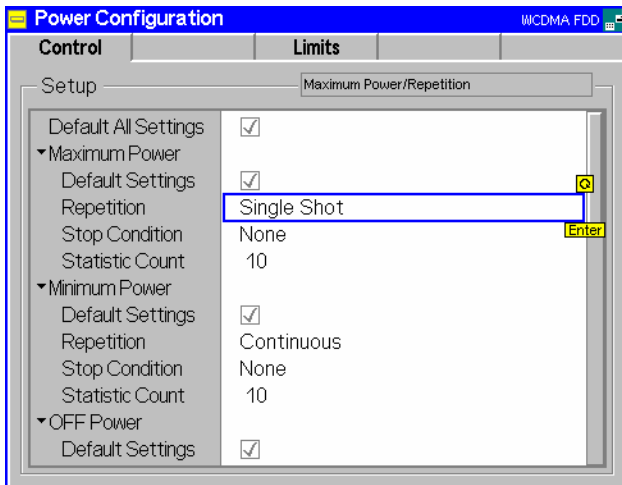 Power Configuration WCDMA FDD
Control Limits
Setup Maximum Power/Repetition
Default All Settings
Maximum Power
Default Settings
Repetition Single Shot
Stop Condition None Enter
Statistic Count 10
Minimum Power
Default Settings
Repetition Continuous
Stop Condition None
Statistic Count 10
OFF Power
Default Settings